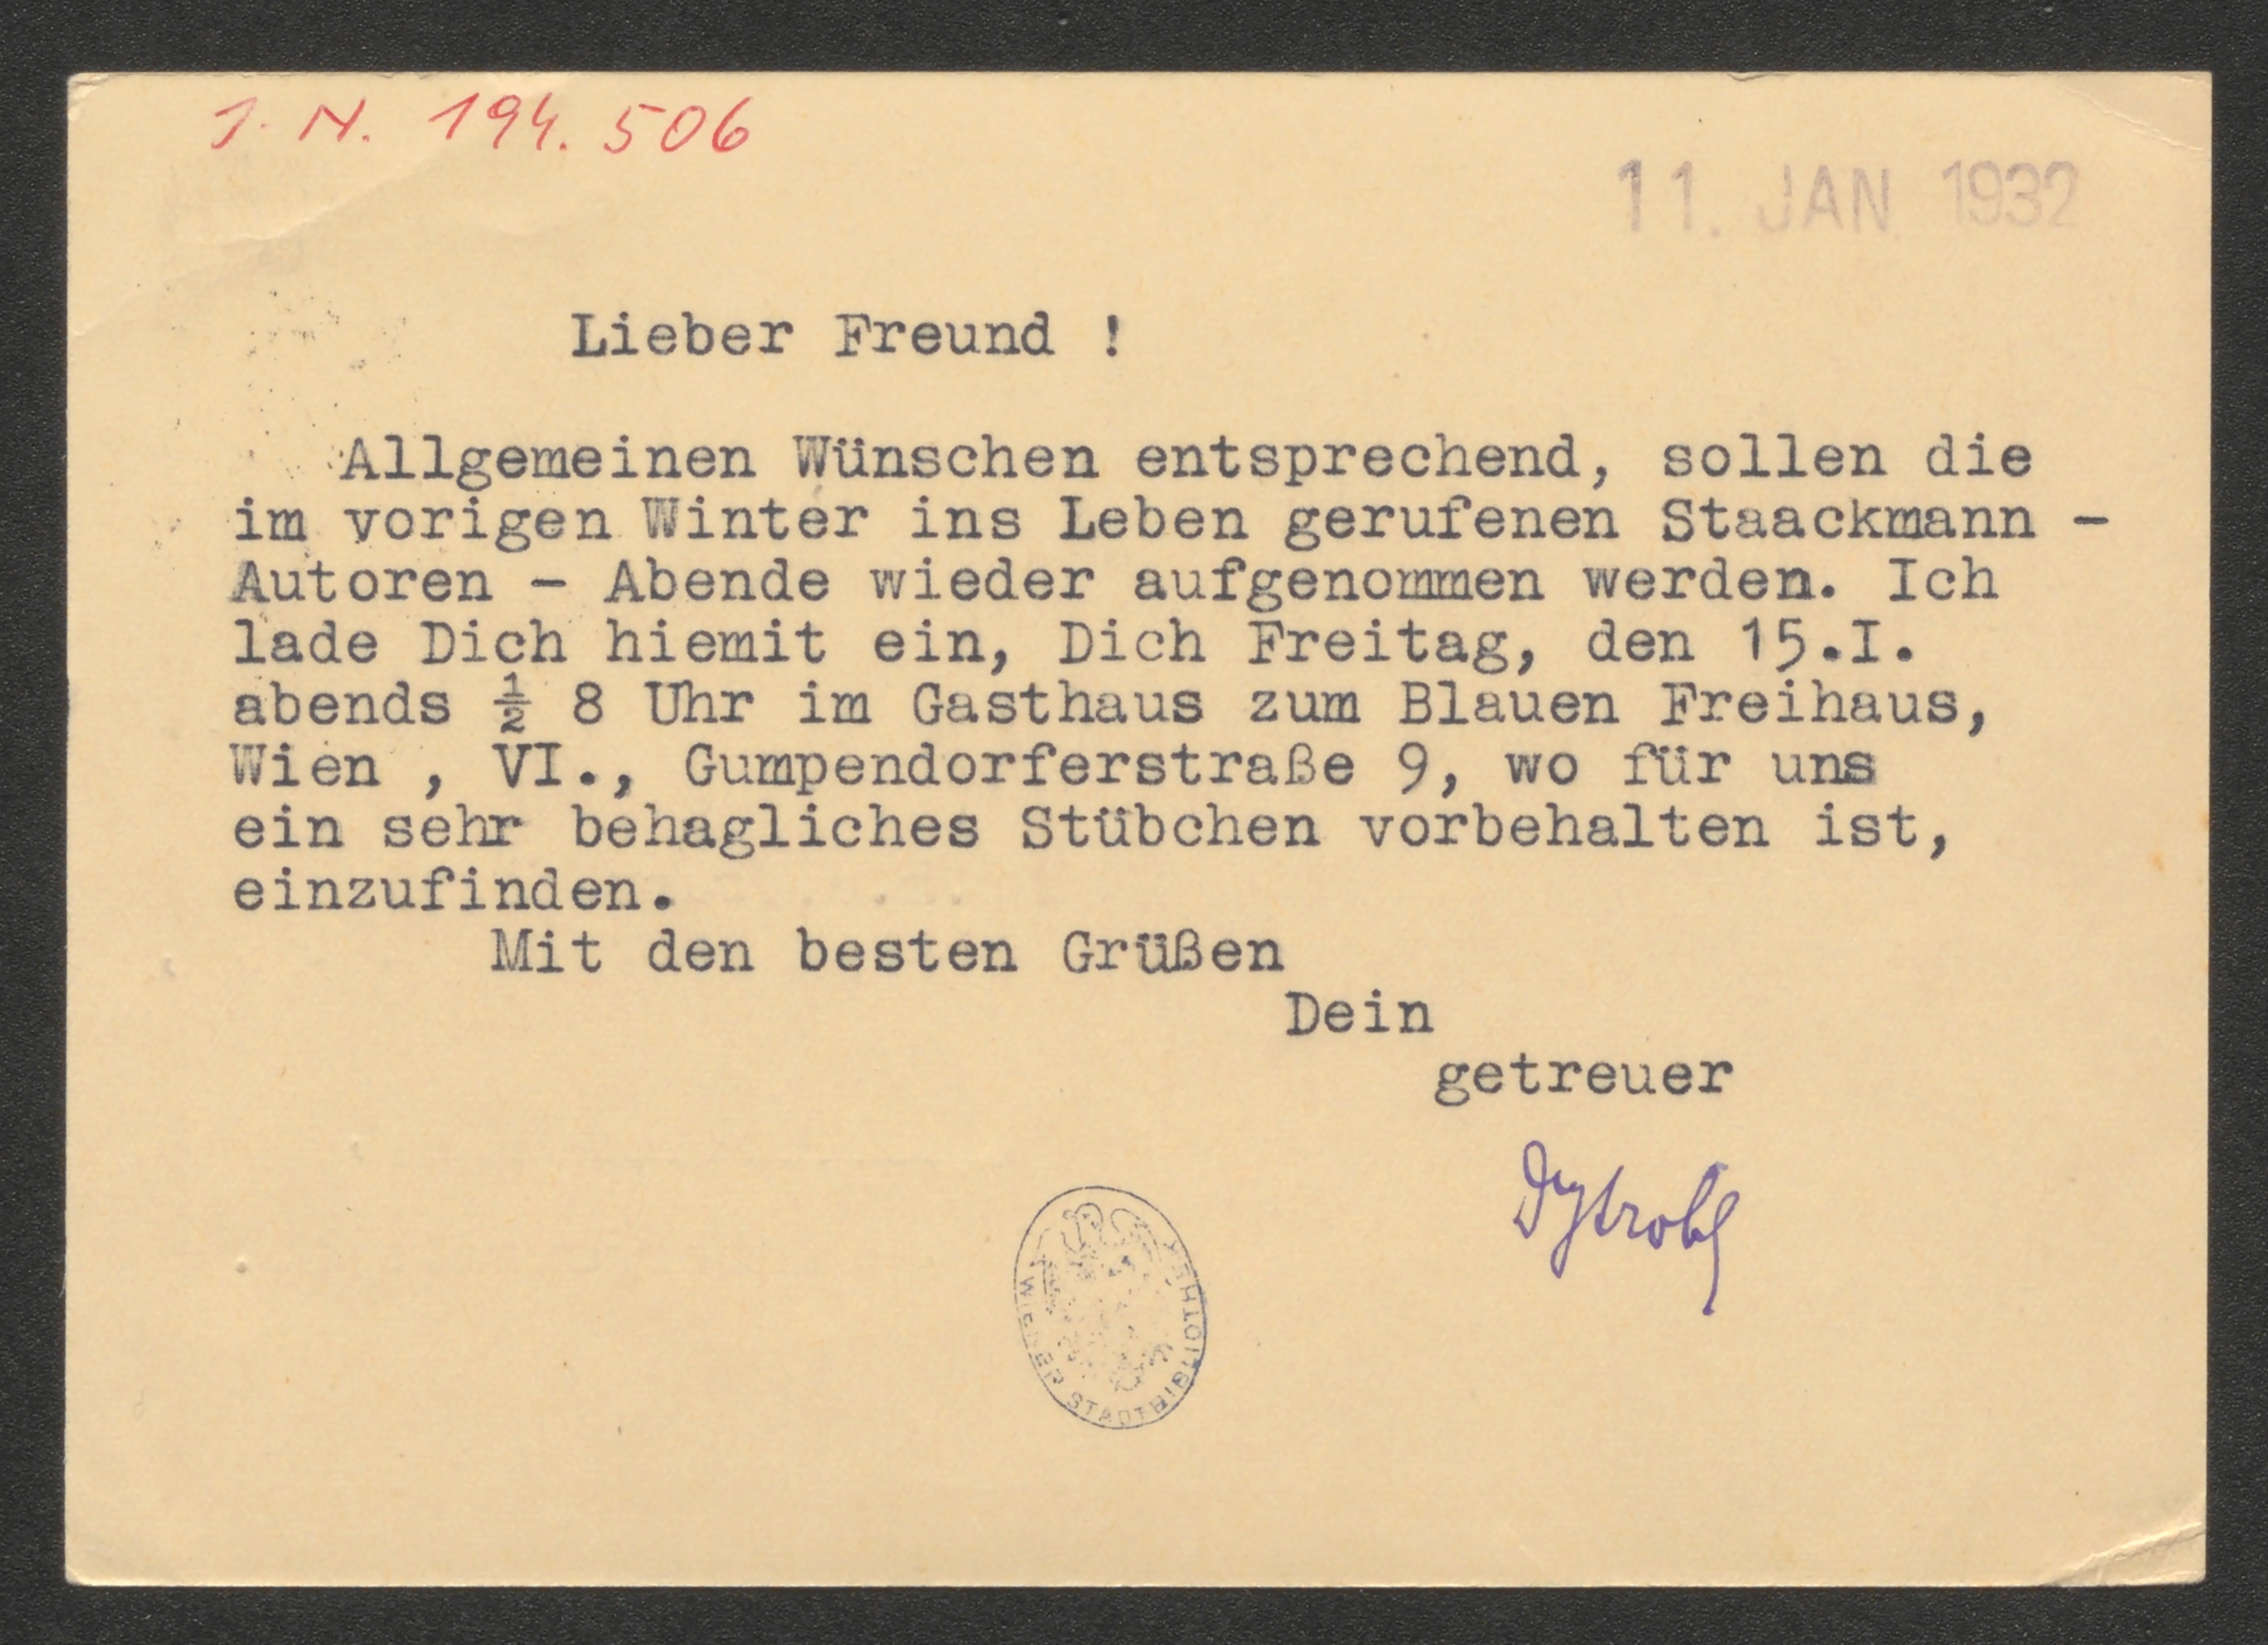 J. N. 194.506
11. JAN 1932
Lieber Freund !
Allgemeinen Wünschen entsprechend, sollen die
im vorigen Winter ins Leben gerufenen Staackmann -
Autoren - Abende wieder aufgenommen werden. Ich
lade Dich hiemit ein, Dich Freitag, den 15.I.
abends ½ 8 Uhr im Gasthaus zum Blauen Freihaus,
Wien , VI., Gumpendorferstraße 9, wo für uns
ein sehr behagliches Stübchen vorbehalten ist,
einzufinden.
Mit den besten Grüßen
Dein
getreuer
WIENER STADTBIBLIOTHEK